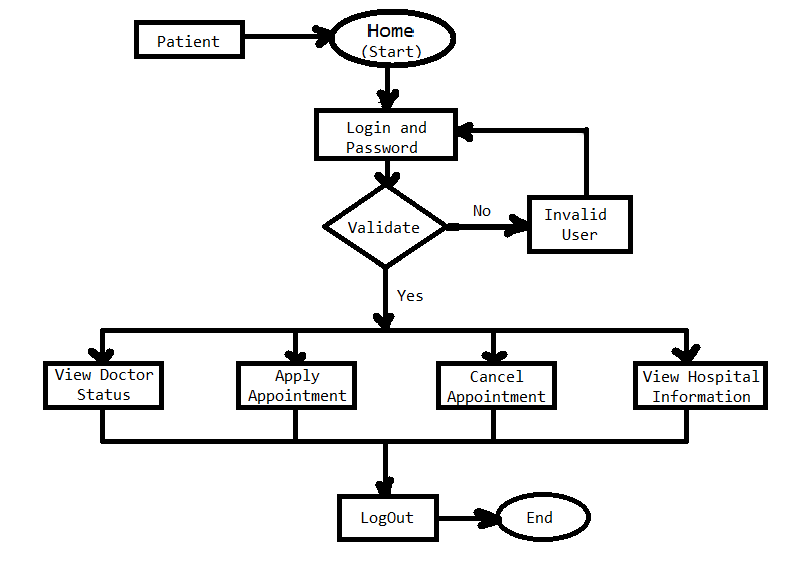 Home
Patient
(Start)
Login and
Password
No
Invalid
User
Validate
Yes
View Doctor
Status
Apply
Appointment
Cancel
Appointment
View Hospital
Information
LogOut
End